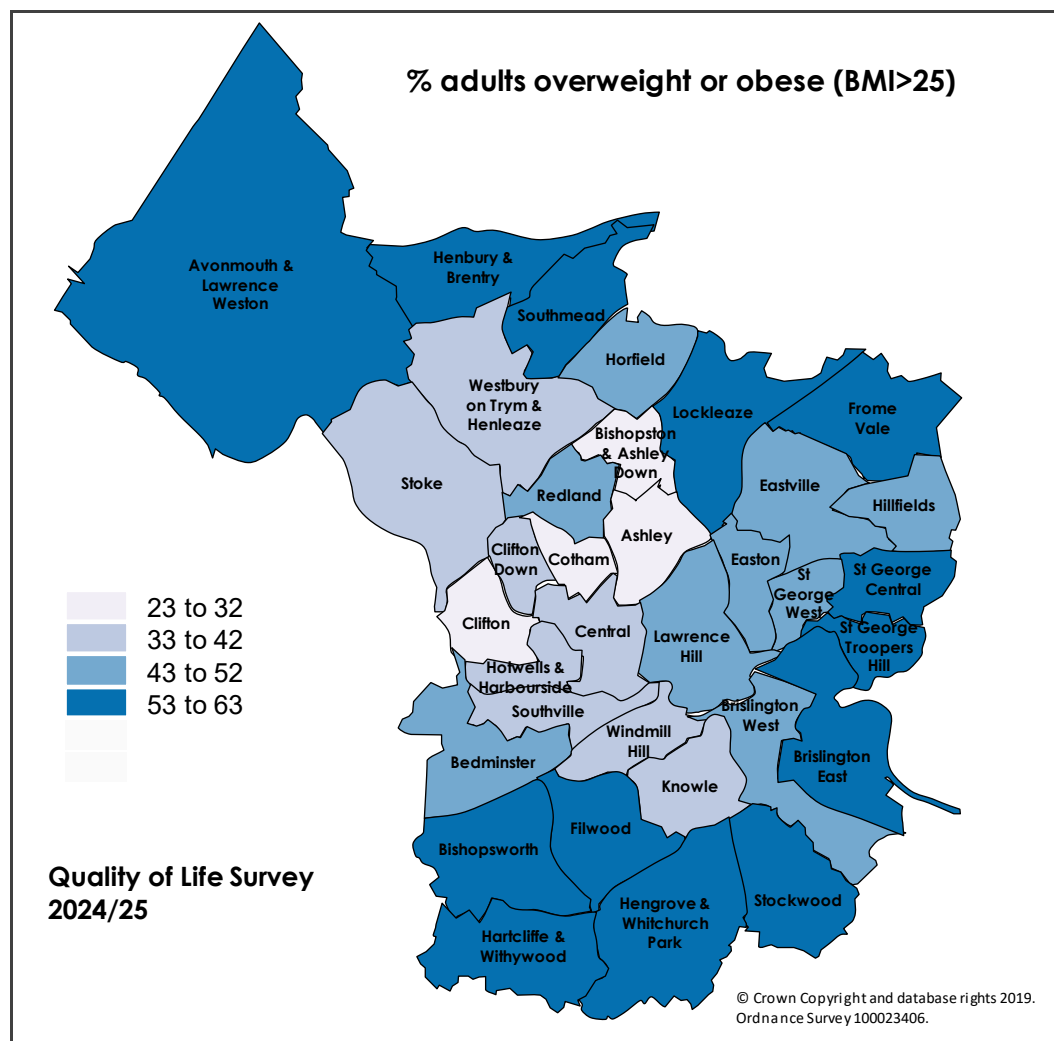 % adults overweight or obese (BMI>25)
Avonmouth &
Lawrence
Weston
Henbury &
Brentry
Southmead
Horfield
Westbury
on Trym &
Henleaze
Lockleaze
Frome
Vale
Bishopston
& Ashley
Down
Stoke
Redland
Eastville
Hillfields
Ashley
Clifton
Down
Cotham
Easton
St
George
West
St George
Central
Clifton
Central
Lawrence
Hill
St George
Troopers
Hill
Hotwells &
Harbourside
Southville
Windmill
Hill
Brislington
West
Bedminster
Knowle
Brislington
East
Filwood
Bishopsworth
Stockwood
Hengrove &
Whitchurch
Park
Hartcliffe &
Withywood
23 to 32
33 to 42
43 to 52
53 to 63
Quality of Life Survey
2024/25
© Crown Copyright and database rights 2019.
Ordnance Survey 100023406.